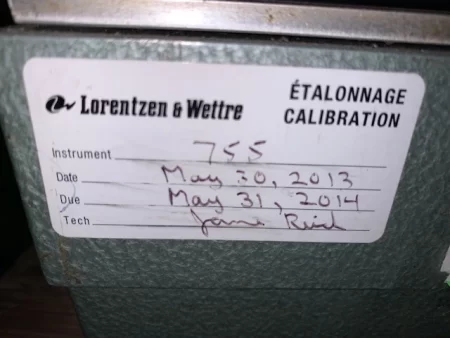 Lorentzen & Wettre
ÉTALONNAGE
CALIBRATION
Instrument 755
Date May 30, 2013
Due May 31, 2014
Tech